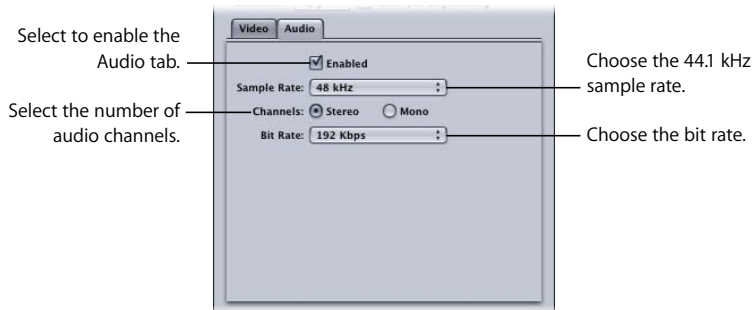 Select to enable the
Audio tab.
Select the number of
audio channels.
Video Audio
Enabled
Sample Rate: 48 kHz
Channels: Stereo Mono
Bit Rate: 192 Kbps
Choose the 44.1 kHz
sample rate.
Choose the bit rate.